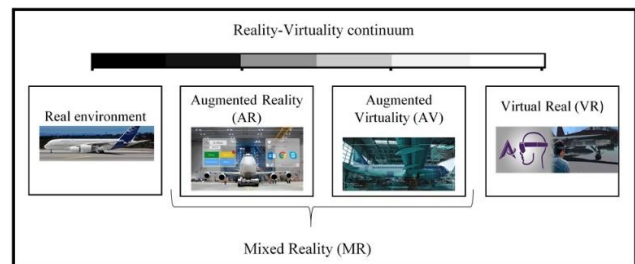 Reality-Virtuality continuum
Real environment
Augmented Reality
(AR)
Augmented
Virtuality (AV)
Virtual Real (VR)
Mixed Reality (MR)